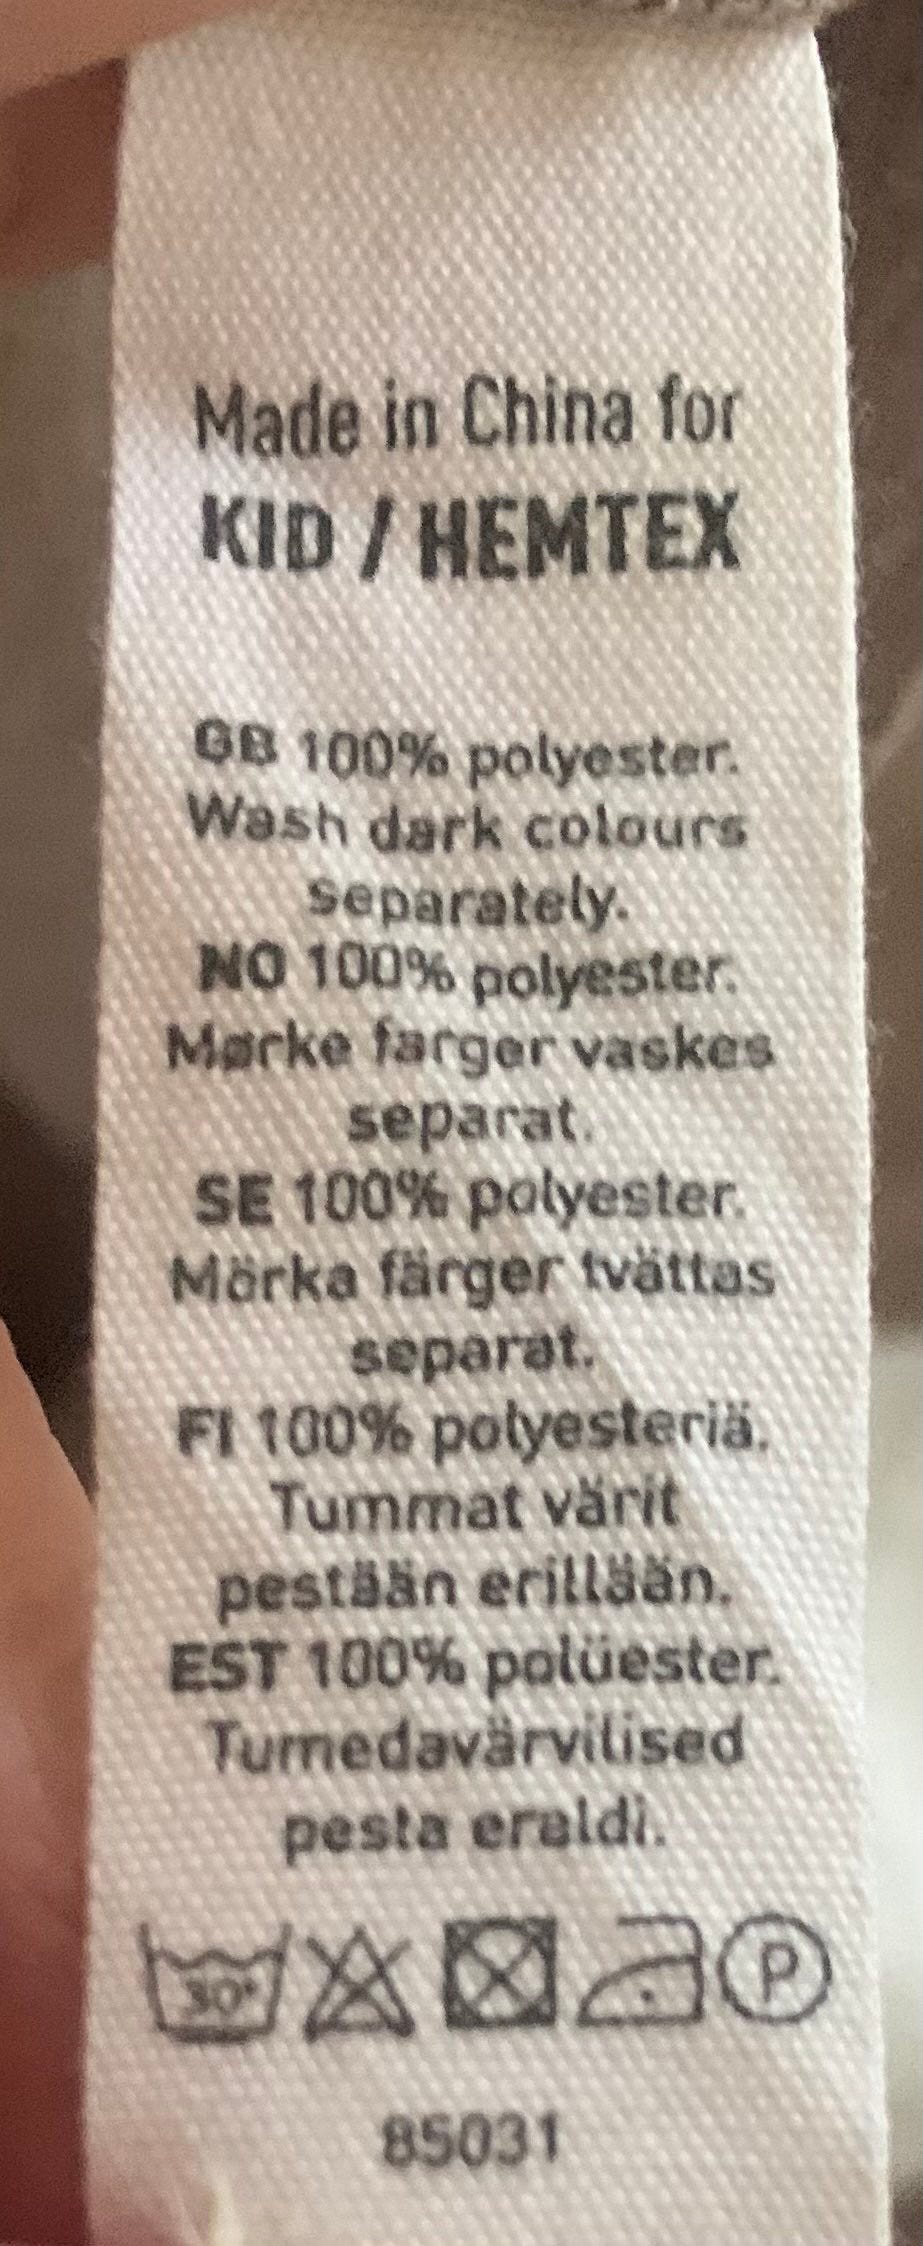 Made in China for
KID / HEMTEX
GB 100% polyester.
Wash dark colours
separately.
NO 100% polyester.
Mørke farger vaskes
separat.
SE 100% polyester.
Mörka färger tvättas
separat.
FI 100% polyesteriä.
Tummat värit
pestään erillään.
EST 100% polüester.
Tumedavärvilised
pesta eraldi.
30° P
85031